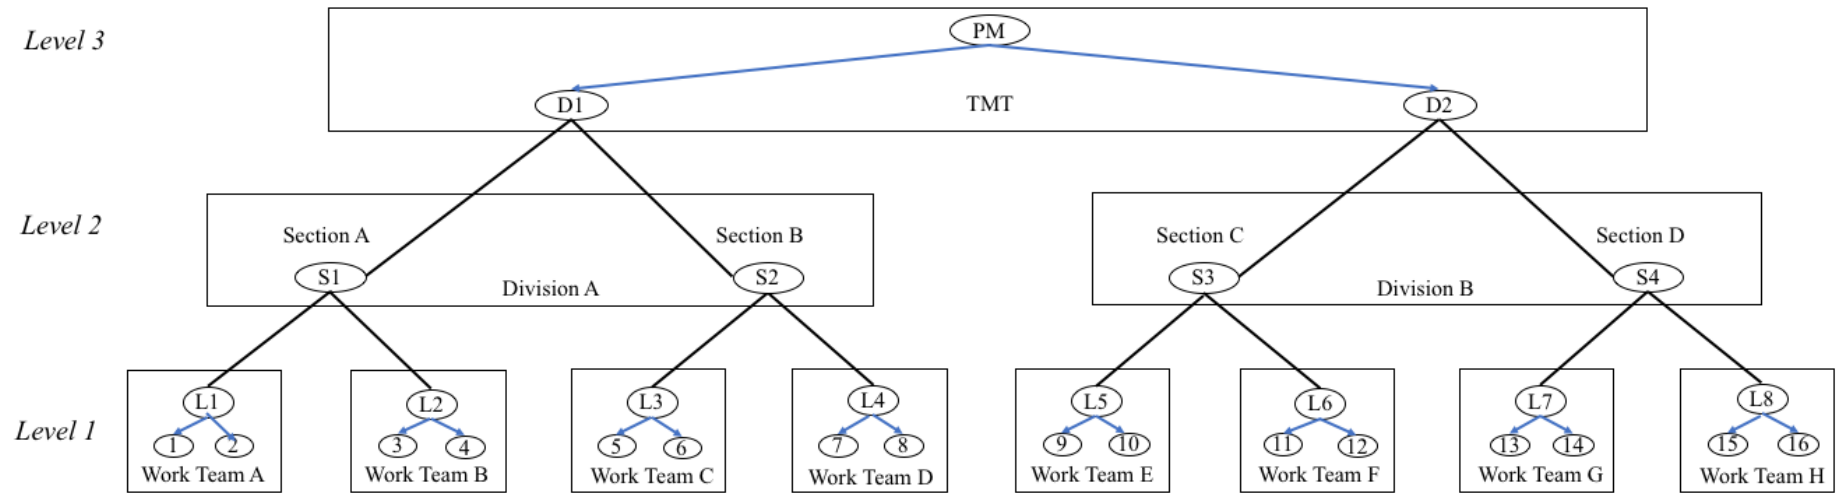 Level 3
PM
D1
TMT
D2
Level 2
Section A
Section B
Section C
Section D
S1
Division A
S2
S3
Division B
S4
Level 1
L1
L2
L3
L4
L5
L6
L7
L8
1 2
3 4
5 6
7 8
9 10
11 12
13 14
15 16
Work Team A
Work Team B
Work Team C
Work Team D
Work Team E
Work Team F
Work Team G
Work Team H